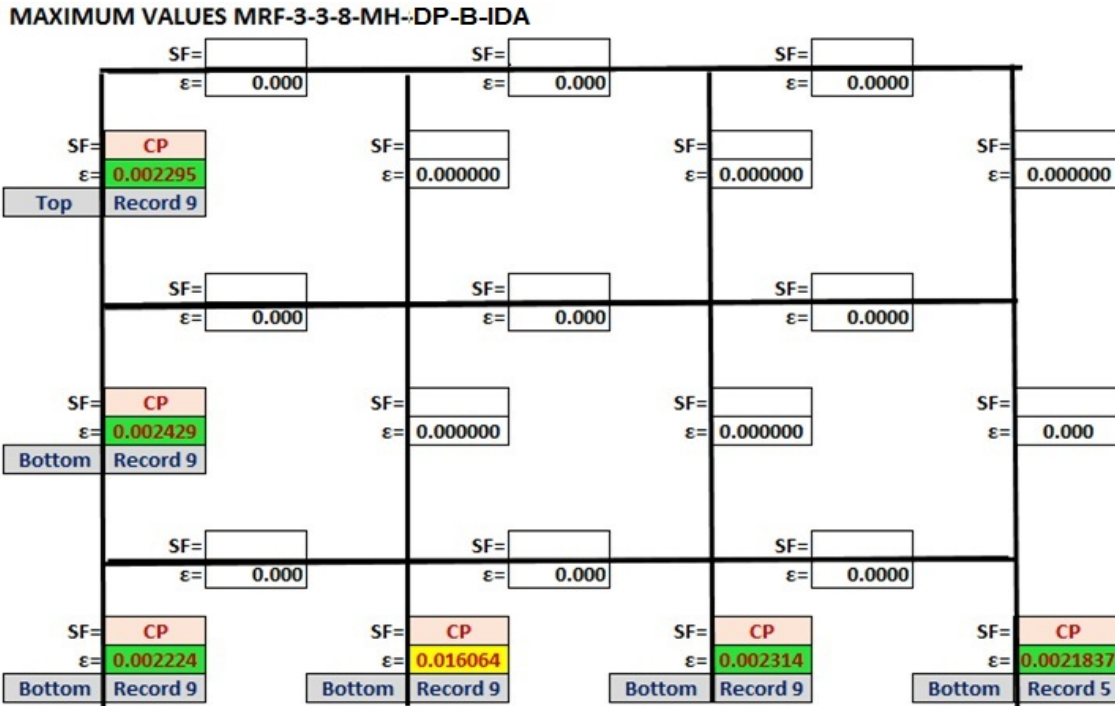 MAXIMUM VALUES MRF-3-3-8-MH-DP-B-IDA
SF= SF= SF=
ε= 0.000 ε= 0.000 ε= 0.0000
SF= CP SF= SF= SF=
ε= 0.002295 ε= 0.000000 ε= 0.000000 ε= 0.000000
Top Record 9
SF= SF= SF=
ε= 0.000 ε= 0.000 ε= 0.0000
SF= CP SF= SF= SF=
ε= 0.002429 ε= 0.000000 ε= 0.000000 ε= 0.000
Bottom Record 9
SF= SF= SF=
ε= 0.000 ε= 0.000 ε= 0.0000
SF= CP SF= CP SF= CP SF= CP
ε= 0.002224 ε= 0.016064 ε= 0.002314 ε= 0.0021837
Bottom Record 9 Bottom Record 9 Bottom Record 9 Bottom Record 5